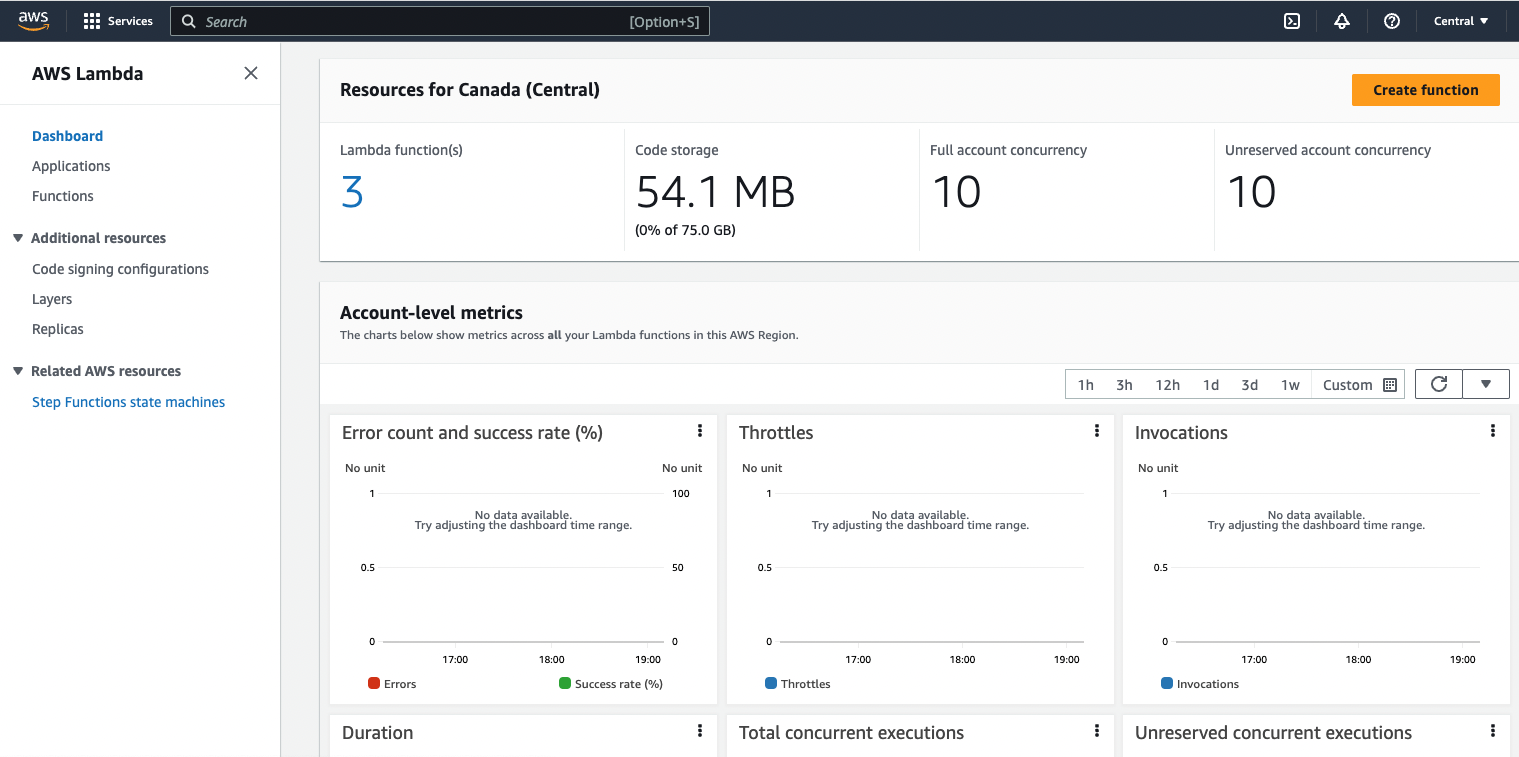 aws
Services
Search
[Option+S]
Central
AWS Lambda
Dashboard
Applications
Functions
Additional resources
Code signing configurations
Layers
Replicas
Related AWS resources
Step Functions state machines
Resources for Canada (Central)
Create function
Lambda function(s)
3
Code storage
54.1 MB
(0% of 75.0 GB)
Full account concurrency
10
Unreserved account concurrency
10
Account-level metrics
The charts below show metrics across all your Lambda functions in this AWS Region.
1h 3h 12h 1d 3d 1w Custom
Error count and success rate (%)
No unit No unit
1 100
No data available.
Try adjusting the dashboard time range.
0.5 50
0 0
17:00 18:00 19:00
Errors Success rate (%)
Throttles
No unit
1
No data available.
Try adjusting the dashboard time range.
0.5
0
17:00 18:00 19:00
Throttles
Invocations
No unit
1
No data available.
Try adjusting the dashboard time range.
0.5
0
17:00 18:00 19:00
Invocations
Duration
Total concurrent executions
Unreserved concurrent executions